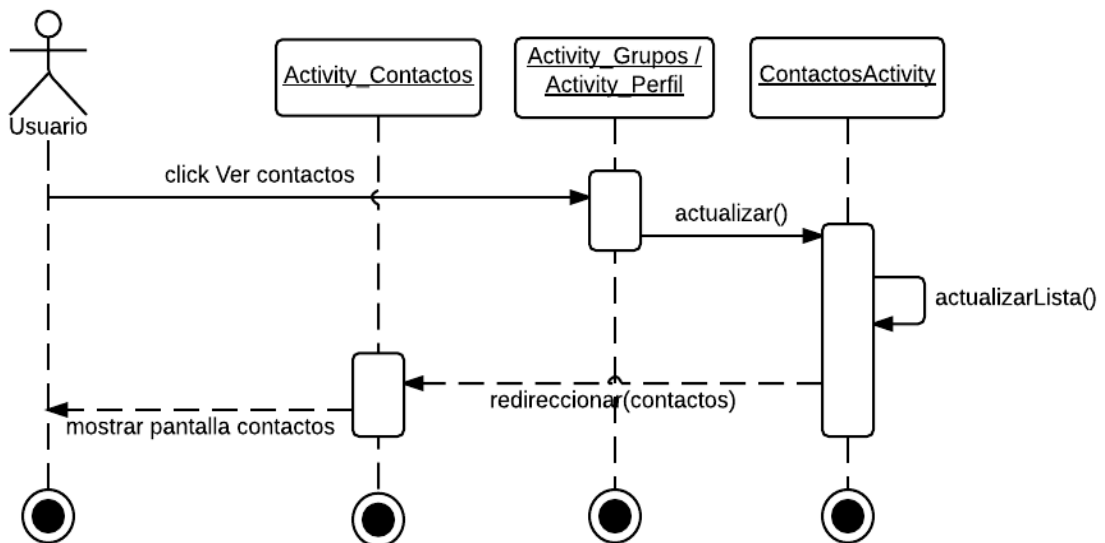 Usuario
Activity_Contactos
Activity_Grupos /
Activity_Perfil
ContactosActivity
click Ver contactos
actualizar()
actualizarLista()
redireccionar(contactos)
mostrar pantalla contactos